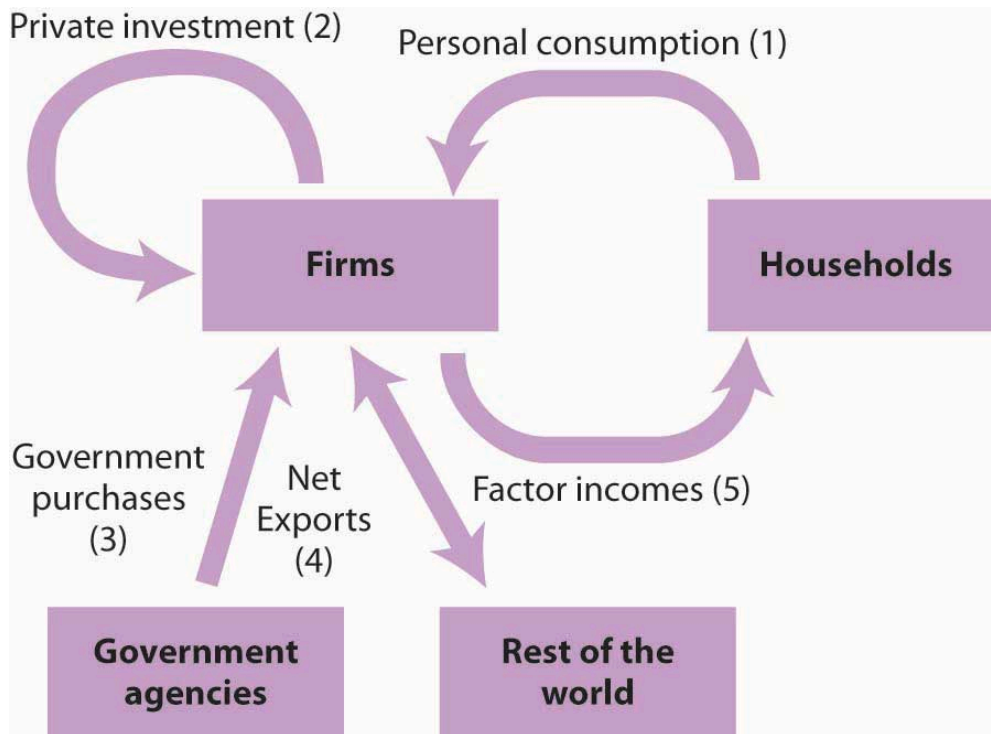 Private investment (2)
Personal consumption (1)
Firms
Households
Government
purchases
(3)
Net
Exports
(4)
Factor incomes (5)
Government
agencies
Rest of the
world